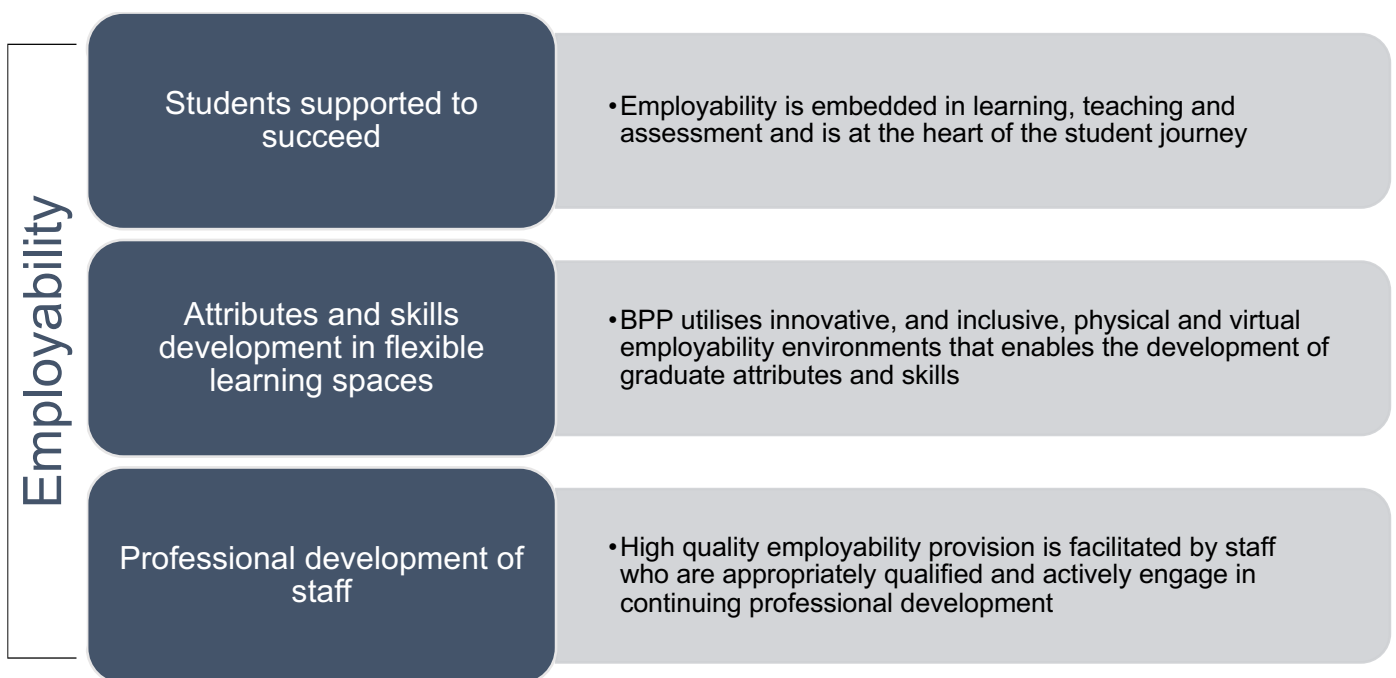 Employability
Students supported to
succeed
•Employability is embedded in learning, teaching and
assessment and is at the heart of the student journey
Attributes and skills
development in flexible
learning spaces
•BPP utilises innovative, and inclusive, physical and virtual
employability environments that enables the development of
graduate attributes and skills
Professional development of
staff
•High quality employability provision is facilitated by staff
who are appropriately qualified and actively engage in
continuing professional development